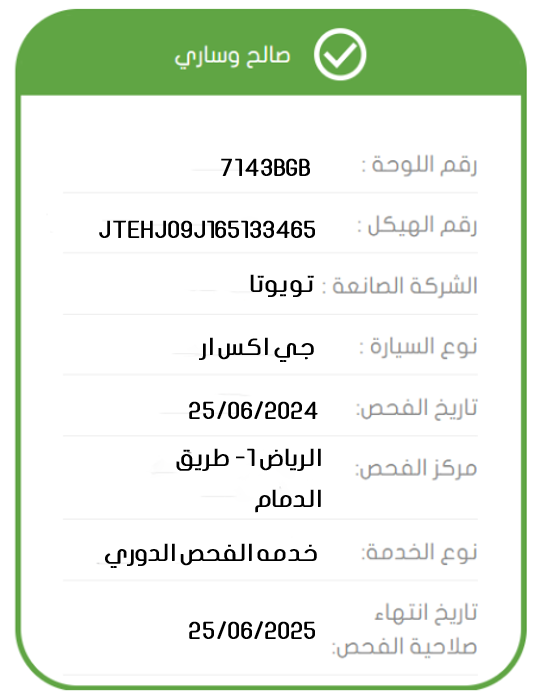 صالح وساري
رقم اللوحة : 7143BGB
رقم الهيكل : JTEHJ09J165133465
الشركة الصانعة : تويوتا
نوع السيارة : جي اكس ار
تاريخ الفحص: 25/06/2024
مركز الفحص: الرياض 1- طريق
الدمام
نوع الخدمة: خدمه الفحص الدوري
تاريخ انتهاء
صلاحية الفحص: 25/06/2025